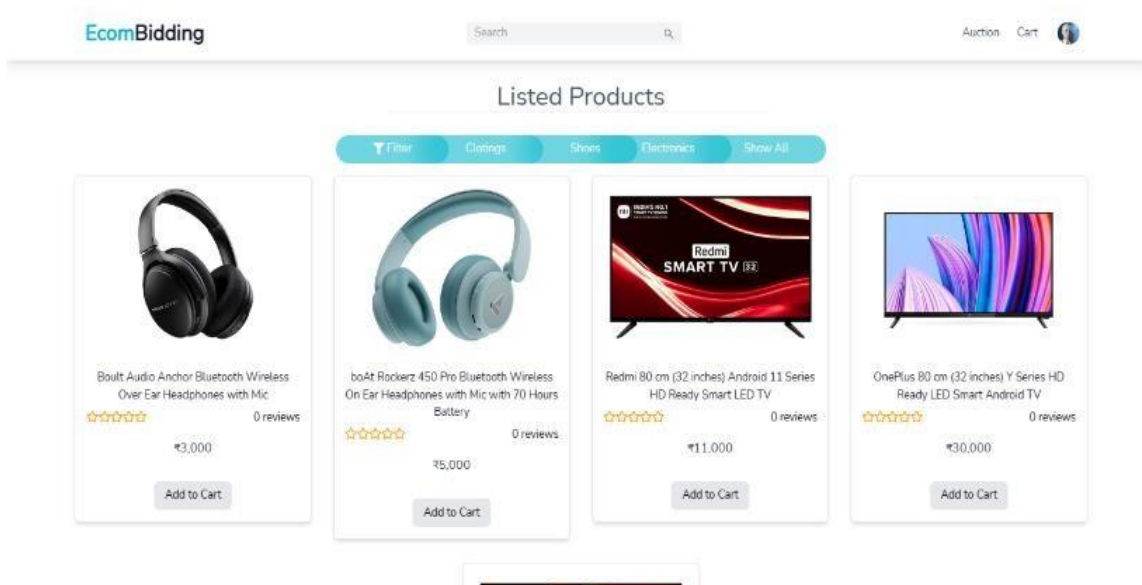 EcomBidding
Search
Auction Cart
Listed Products
Filter Clotings Shoes Electronics Show All
Redmi
SMART TV 32
Boult Audio Anchor Bluetooth Wireless
Over Ear Headphones with Mic
0 reviews
₹3,000
Add to Cart
boAt Rockerz 450 Pro Bluetooth Wireless
On Ear Headphones with Mic with 70 Hours
Battery
0 reviews
₹5,000
Add to Cart
Redmi 80 cm (32 inches) Android 11 Series
HD Ready Smart LED TV
0 reviews
₹11,000
Add to Cart
OnePlus 80 cm (32 inches) Y Series HD
Ready LED Smart Android TV
0 reviews
₹30,000
Add to Cart